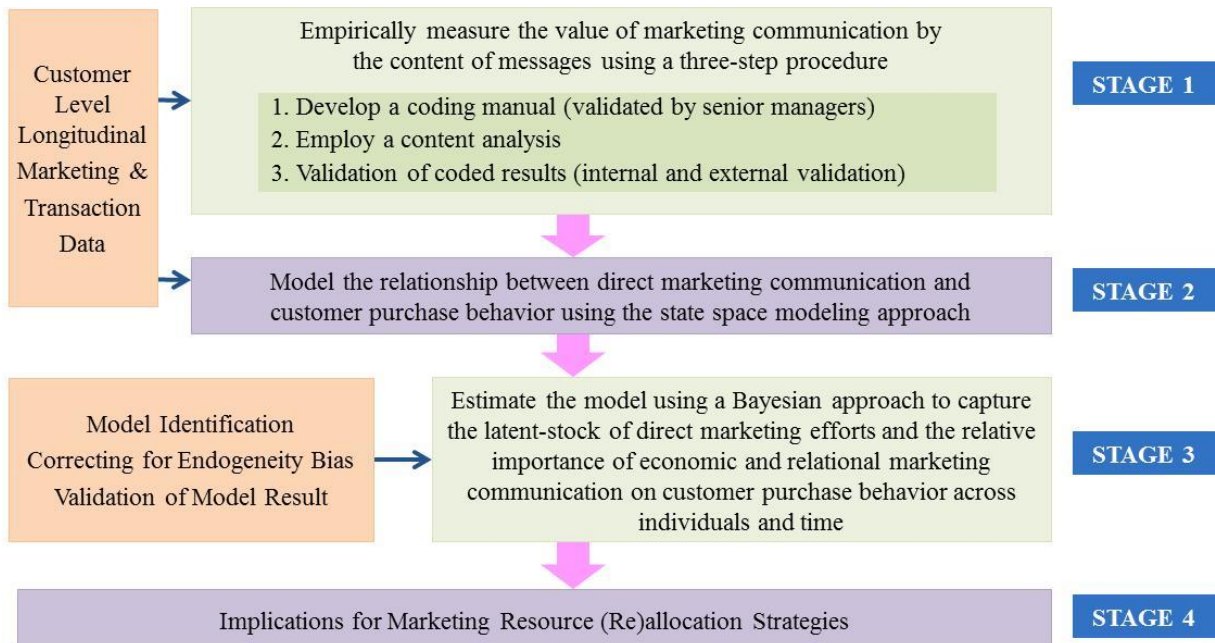 Customer
Level
Longitudinal
Marketing &
Transaction
Data
Empirically measure the value of marketing communication by
the content of messages using a three-step procedure
1. Develop a coding manual (validated by senior managers)
2. Employ a content analysis
3. Validation of coded results (internal and external validation)
STAGE 1
Model the relationship between direct marketing communication and
customer purchase behavior using the state space modeling approach
STAGE 2
Model Identification
Correcting for Endogeneity Bias
Validation of Model Result
Estimate the model using a Bayesian approach to capture
the latent-stock of direct marketing efforts and the relative
importance of economic and relational marketing
communication on customer purchase behavior across
individuals and time
STAGE 3
Implications for Marketing Resource (Re)allocation Strategies
STAGE 4